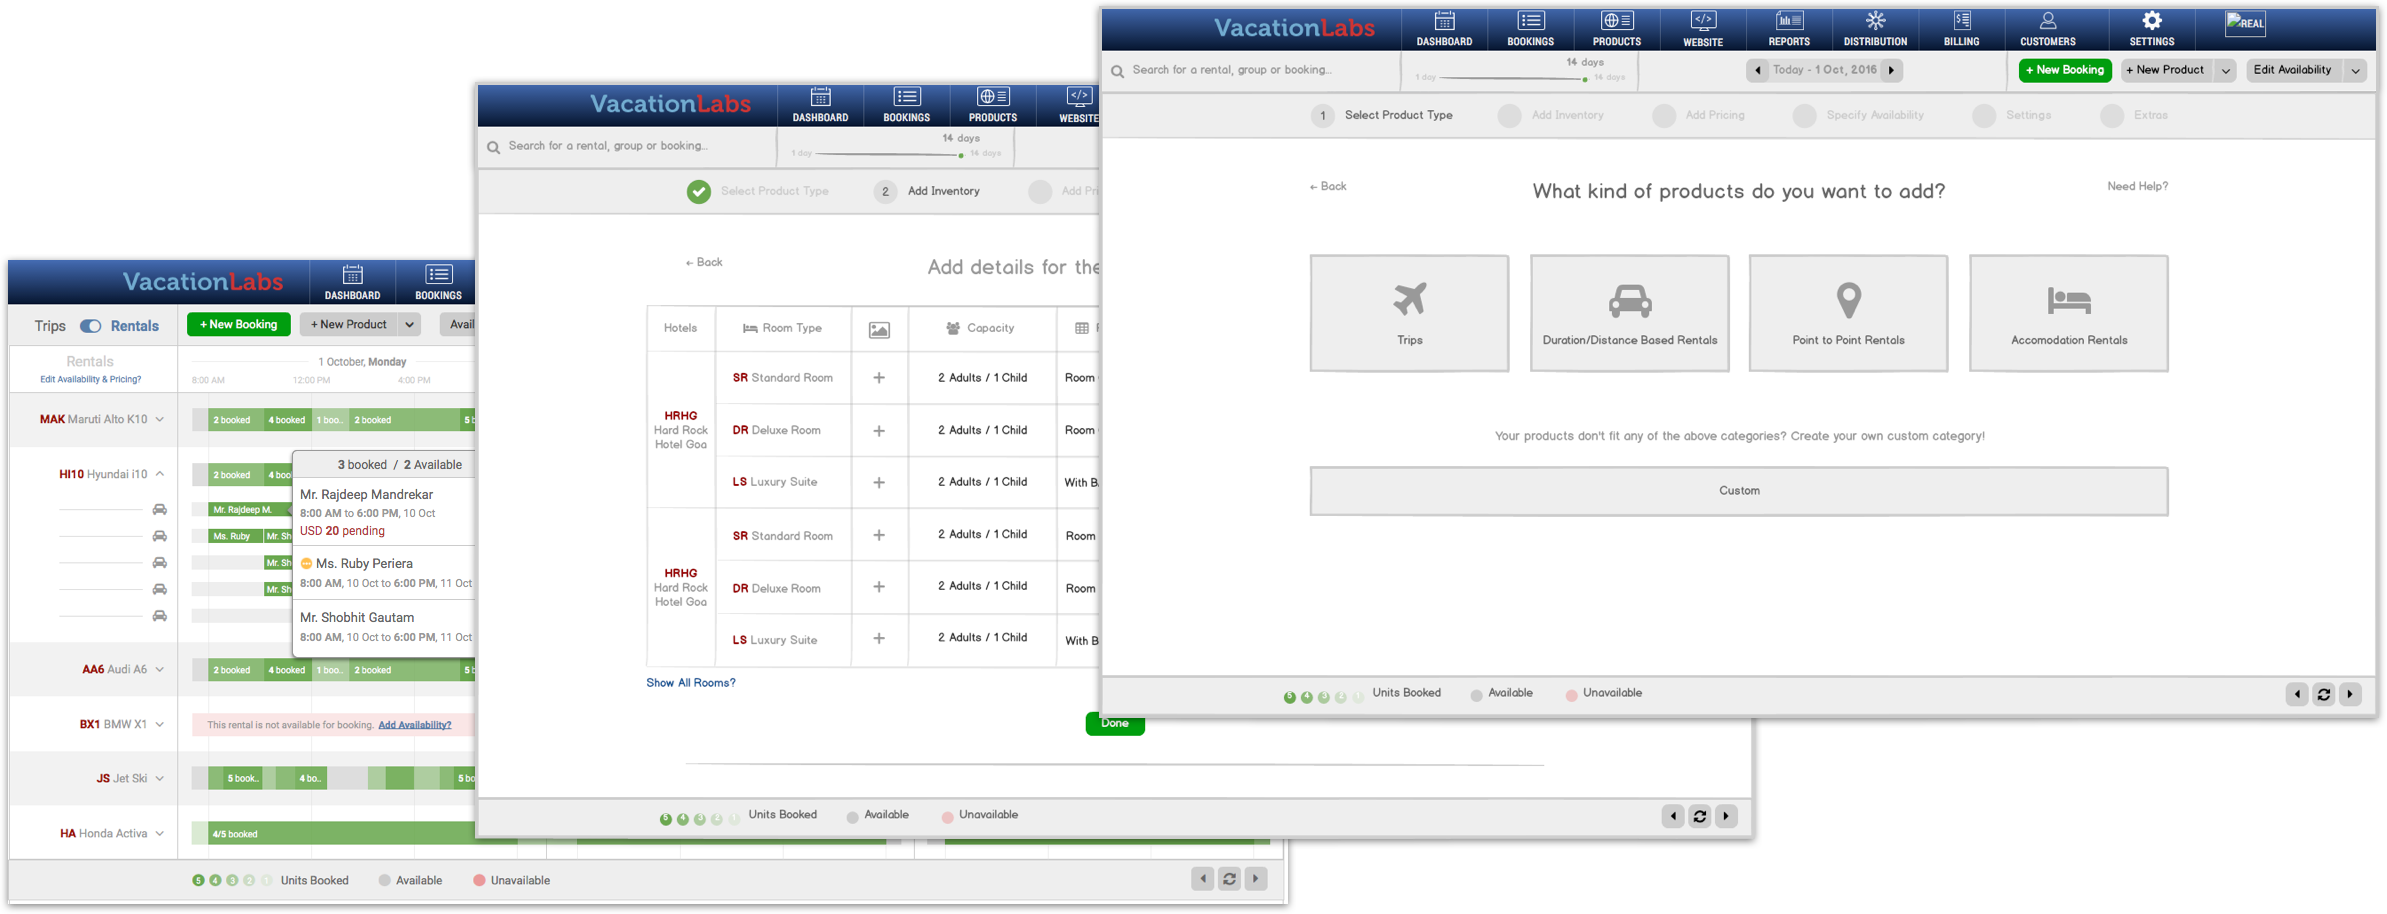 VacationLabs
DASHBOARD
BOOKINGS
PRODUCTS
WEBSITE
REPORTS
DISTRIBUTION
BILLING
CUSTOMERS
SETTINGS
REAL
Search for a rental, group or booking...
14 days
1 day
14 days
Today - 1 Oct, 2016
+ New Booking
+ New Product
Edit Availability
1 Select Product Type
Add Inventory
Add Pricing
Specify Availability
Settings
Extras
← Back
What kind of products do you want to add?
Need Help?
Trips
Duration/Distance Based Rentals
Point to Point Rentals
Accomodation Rentals
Your products don't fit any of the above categories? Create your own custom category!
Custom
5 4 3 2 1 Units Booked
Available
Unavailable
VacationLabs
DASHBOARD
BOOKINGS
PRODUCTS
WEBSITE
Search for a rental, group or booking...
14 days
1 day
14 days
Select Product Type
2 Add Inventory
Add Pri
← Back
Add details for the
Hotels
Room Type
Capacity
HRHG
Hard Rock
Hotel Goa
SR Standard Room
+
2 Adults / 1 Child
Room
DR Deluxe Room
+
2 Adults / 1 Child
Room
LS Luxury Suite
+
2 Adults / 1 Child
With B
HRHG
Hard Rock
Hotel Goa
SR Standard Room
+
2 Adults / 1 Child
Room
DR Deluxe Room
+
2 Adults / 1 Child
Room
LS Luxury Suite
+
2 Adults / 1 Child
With B
Show All Rooms?
Done
5 4 3 2 1 Units Booked
Available
Unavailable
VacationLabs
DASHBOARD
BOOKINGS
Trips
Rentals
+ New Booking
+ New Product
Avail
Rentals
Edit Availability & Pricing?
1 October, Monday
8:00 AM
12:00 PM
4:00 PM
MAK Maruti Alto K10
2 booked
4 booked
1 boo..
2 booked
5 b
HI10 Hyundai i10
2 booked
4 boo
Mr. Rajdeep M.
Ms. Ruby
Mr. Sh
Mr. Sh
Mr. Sh
3 booked / 2 Available
Mr. Rajdeep Mandrekar
8:00 AM to 6:00 PM, 10 Oct
USD 20 pending
Ms. Ruby Periera
8:00 AM, 10 Oct to 6:00 PM, 11 Oct
Mr. Shobhit Gautam
8:00 AM, 10 Oct to 6:00 PM, 11 Oct
AA6 Audi A6
2 booked
4 booked
1 boo..
2 booked
5 b
BX1 BMW X1
This rental is not available for booking. Add Availability?
JS Jet Ski
5 book..
4 bo..
5 bo
HA Honda Activa
4/5 booked
5 4 3 2 1 Units Booked
Available
Unavailable